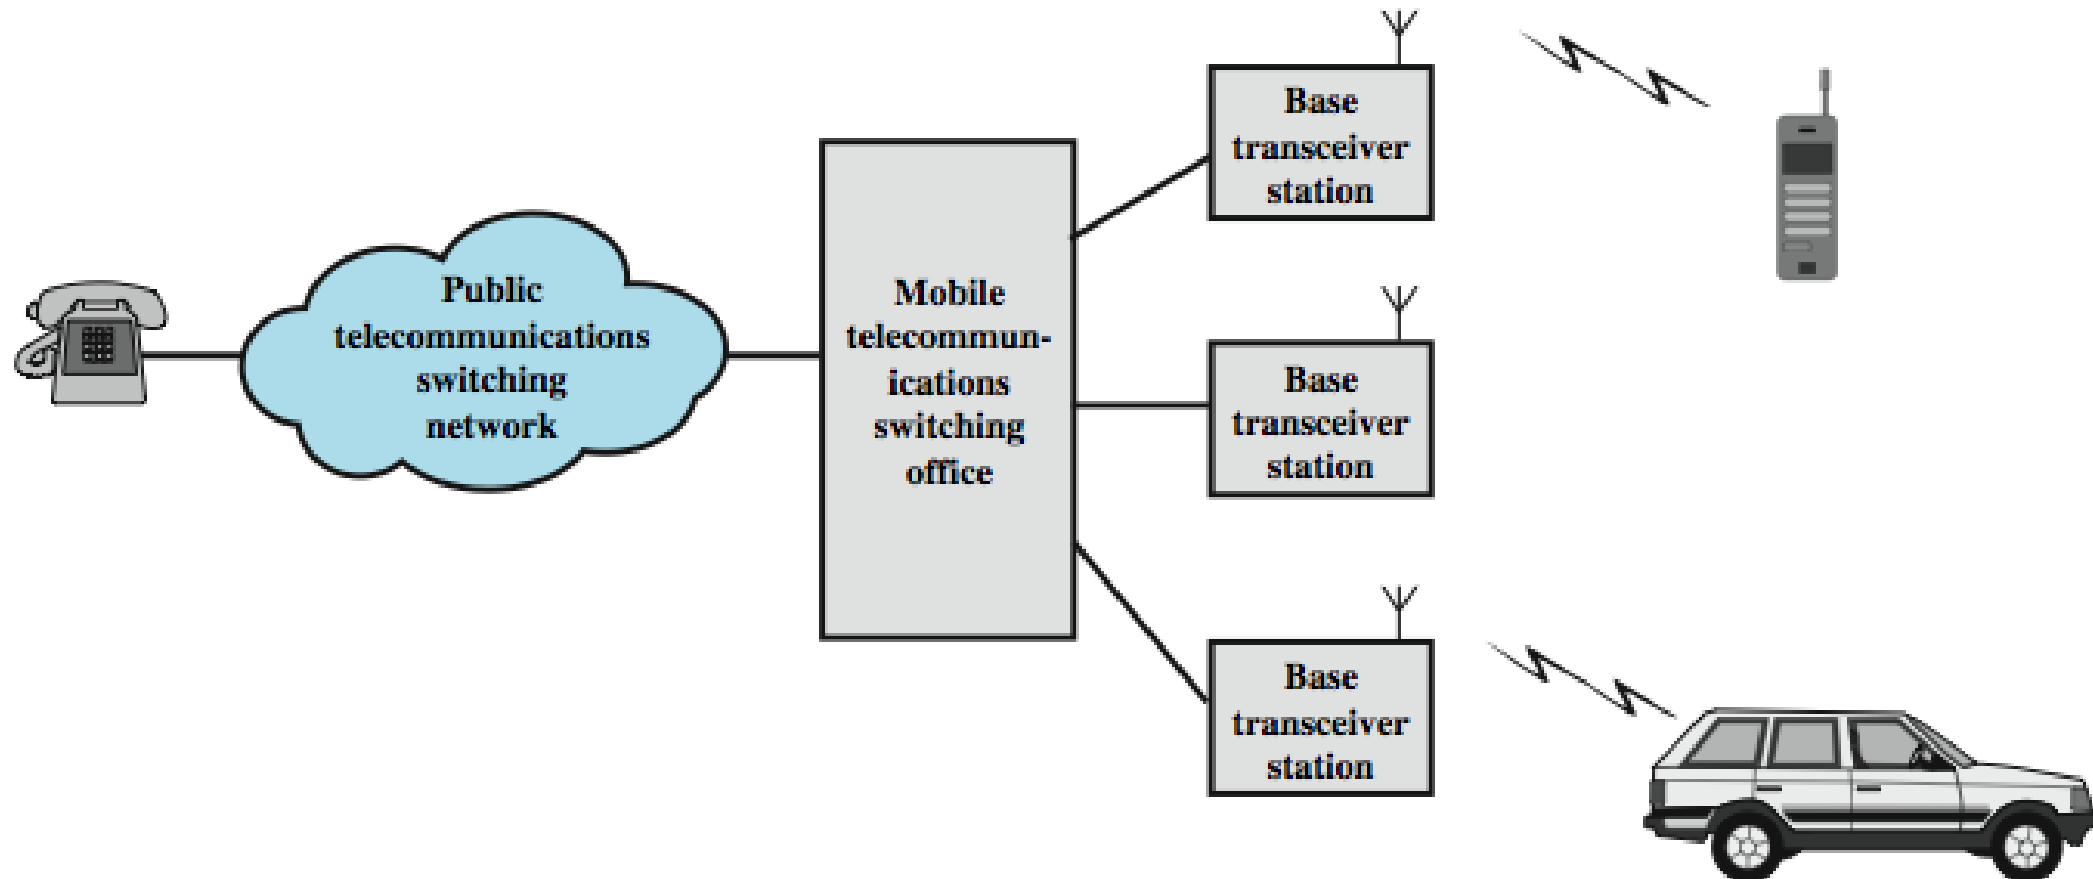 Public
telecommunications
switching
network
Mobile
telecommun-
ications
switching
office
Base
transceiver
station
Base
transceiver
station
Base
transceiver
station